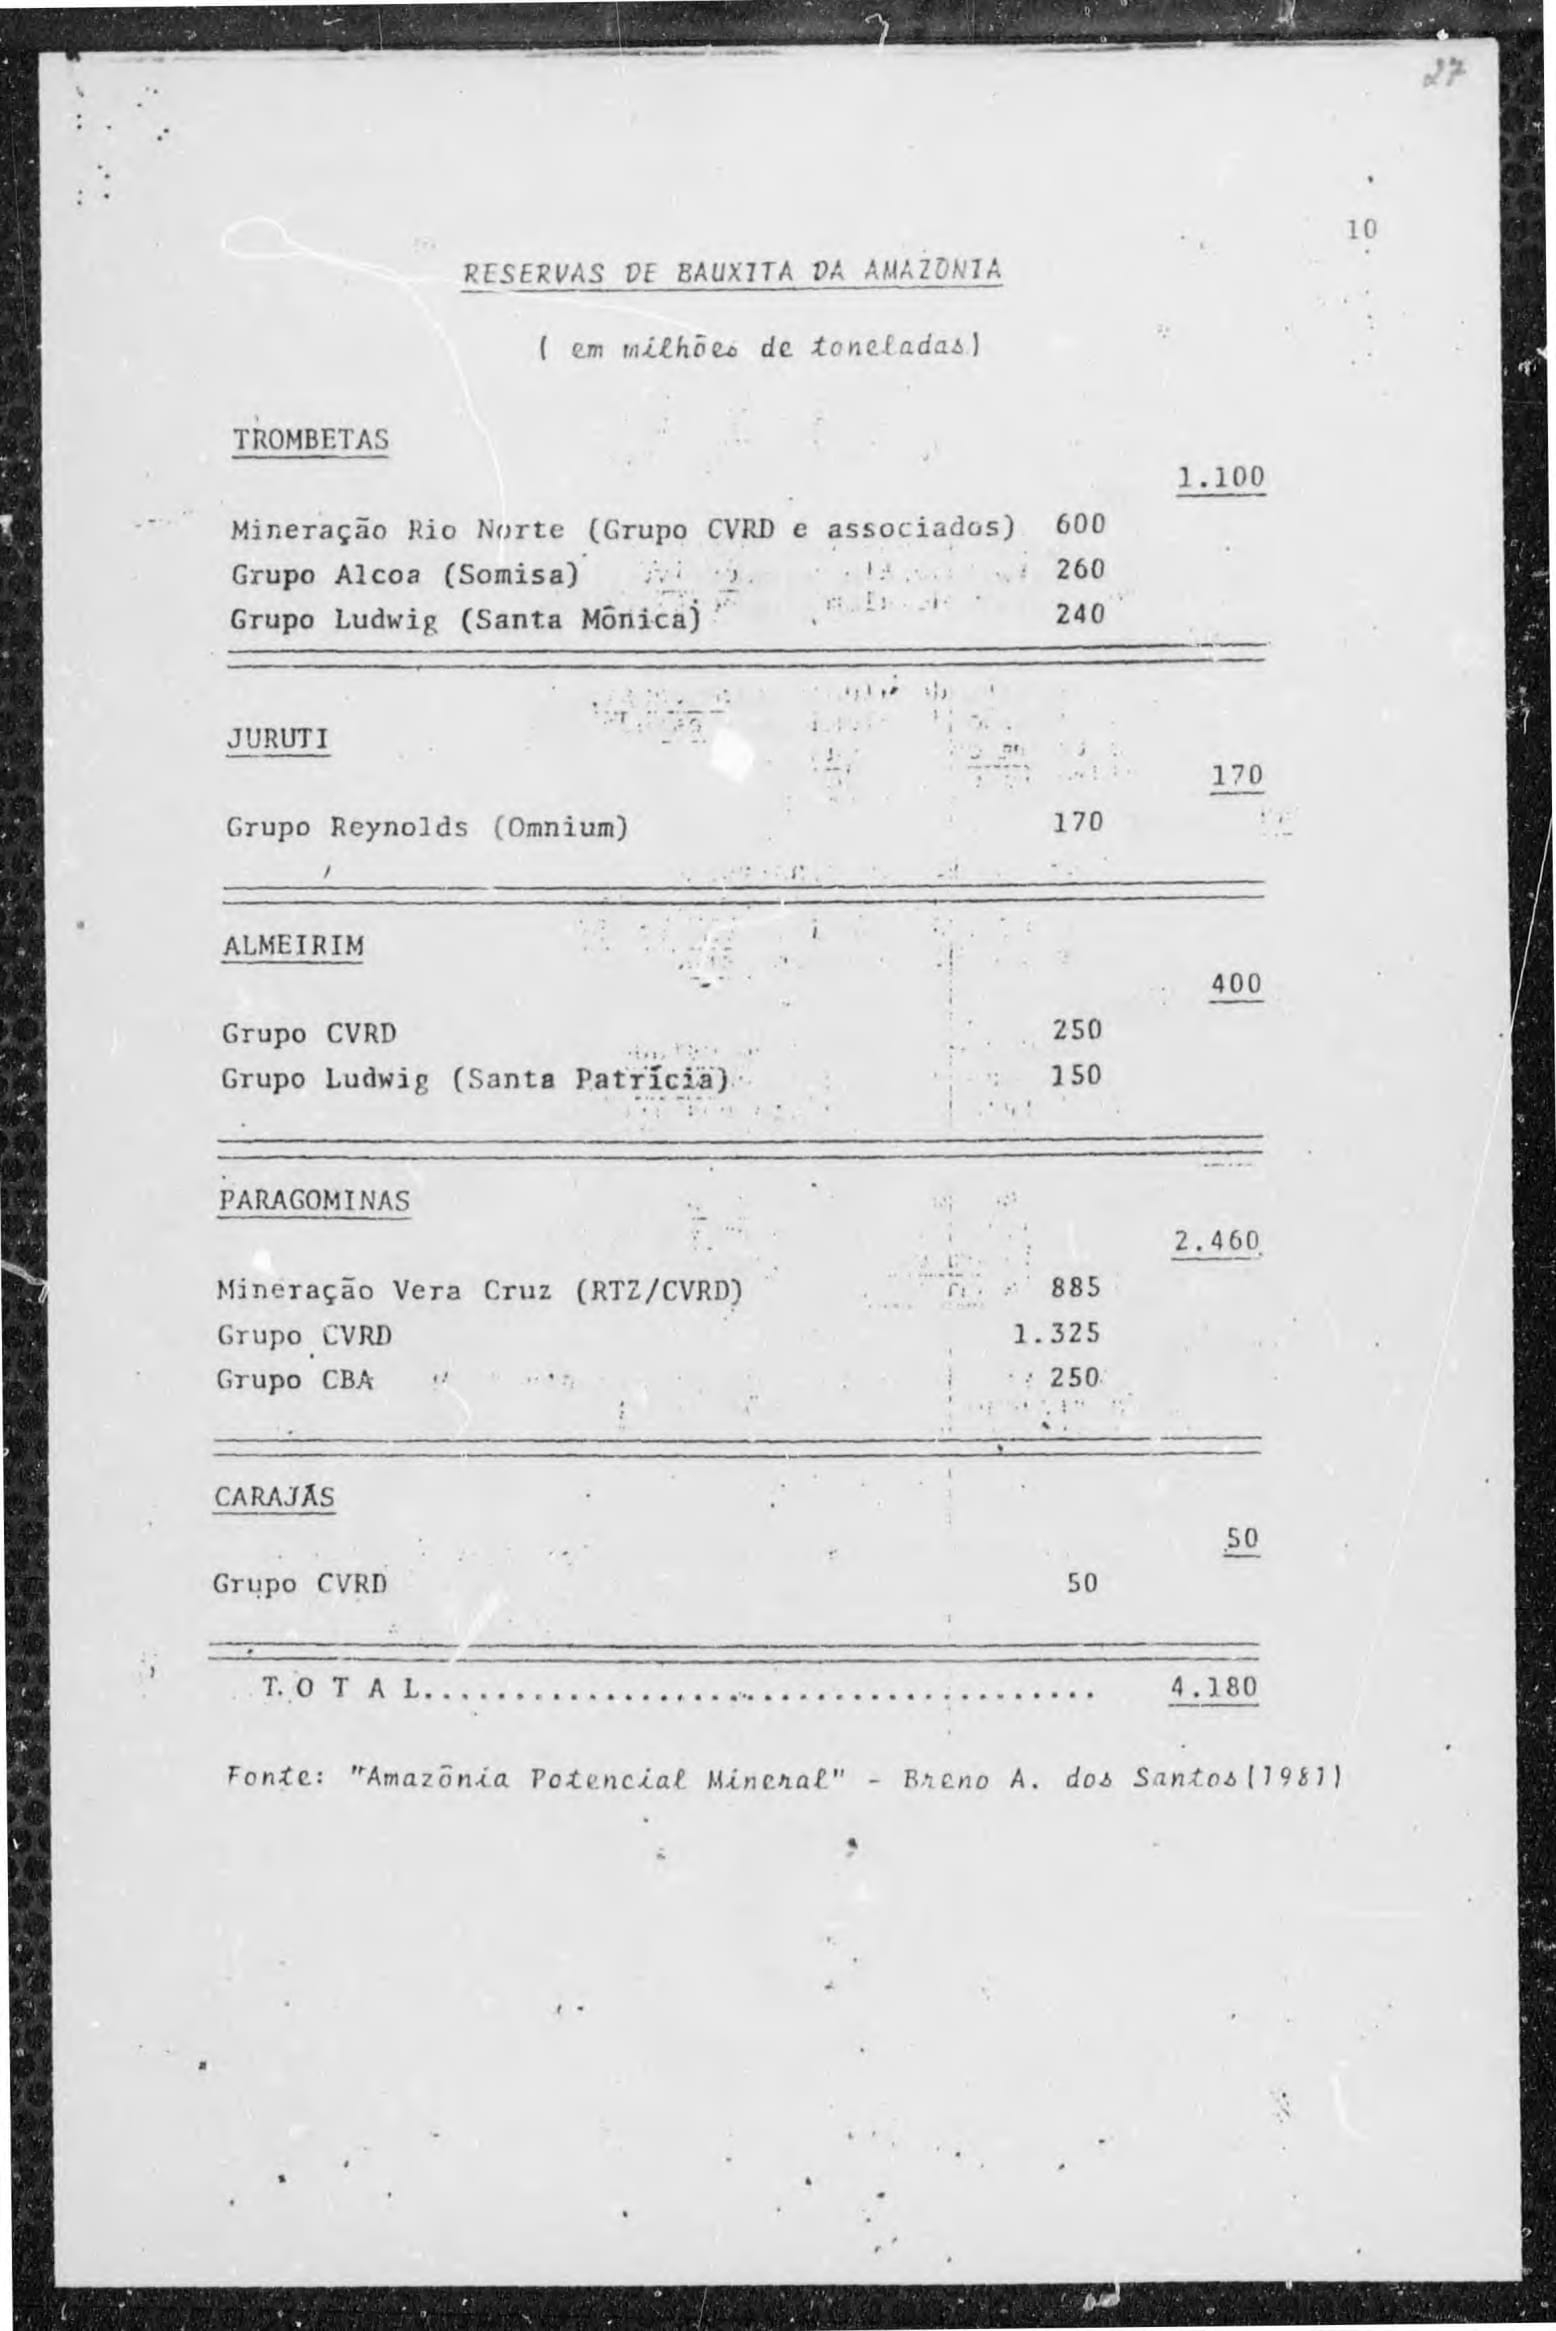 27
10
RESERVAS DE BAUXITA DA AMAZÔNIA
( em milhões de toneladas)
TROMBETAS
1.100
Mineração Rio Norte (Grupo CVRD e associados) 600
Grupo Alcoa (Somisa) 260
Grupo Ludwig (Santa Mônica) 240
JURUTI
170
Grupo Reynolds (Omnium) 170
ALMEIRIM
400
Grupo CVRD 250
Grupo Ludwig (Santa Patrícia) 150
PARAGOMINAS
2.460
Mineração Vera Cruz (RTZ/CVRD) 885
Grupo CVRD 1.325
Grupo CBA 250
CARAJÁS
50
Grupo CVRD 50
T O T A L...................................... 4.180
Fonte: "Amazônia Potencial Mineral" - Breno A. dos Santos(1981)